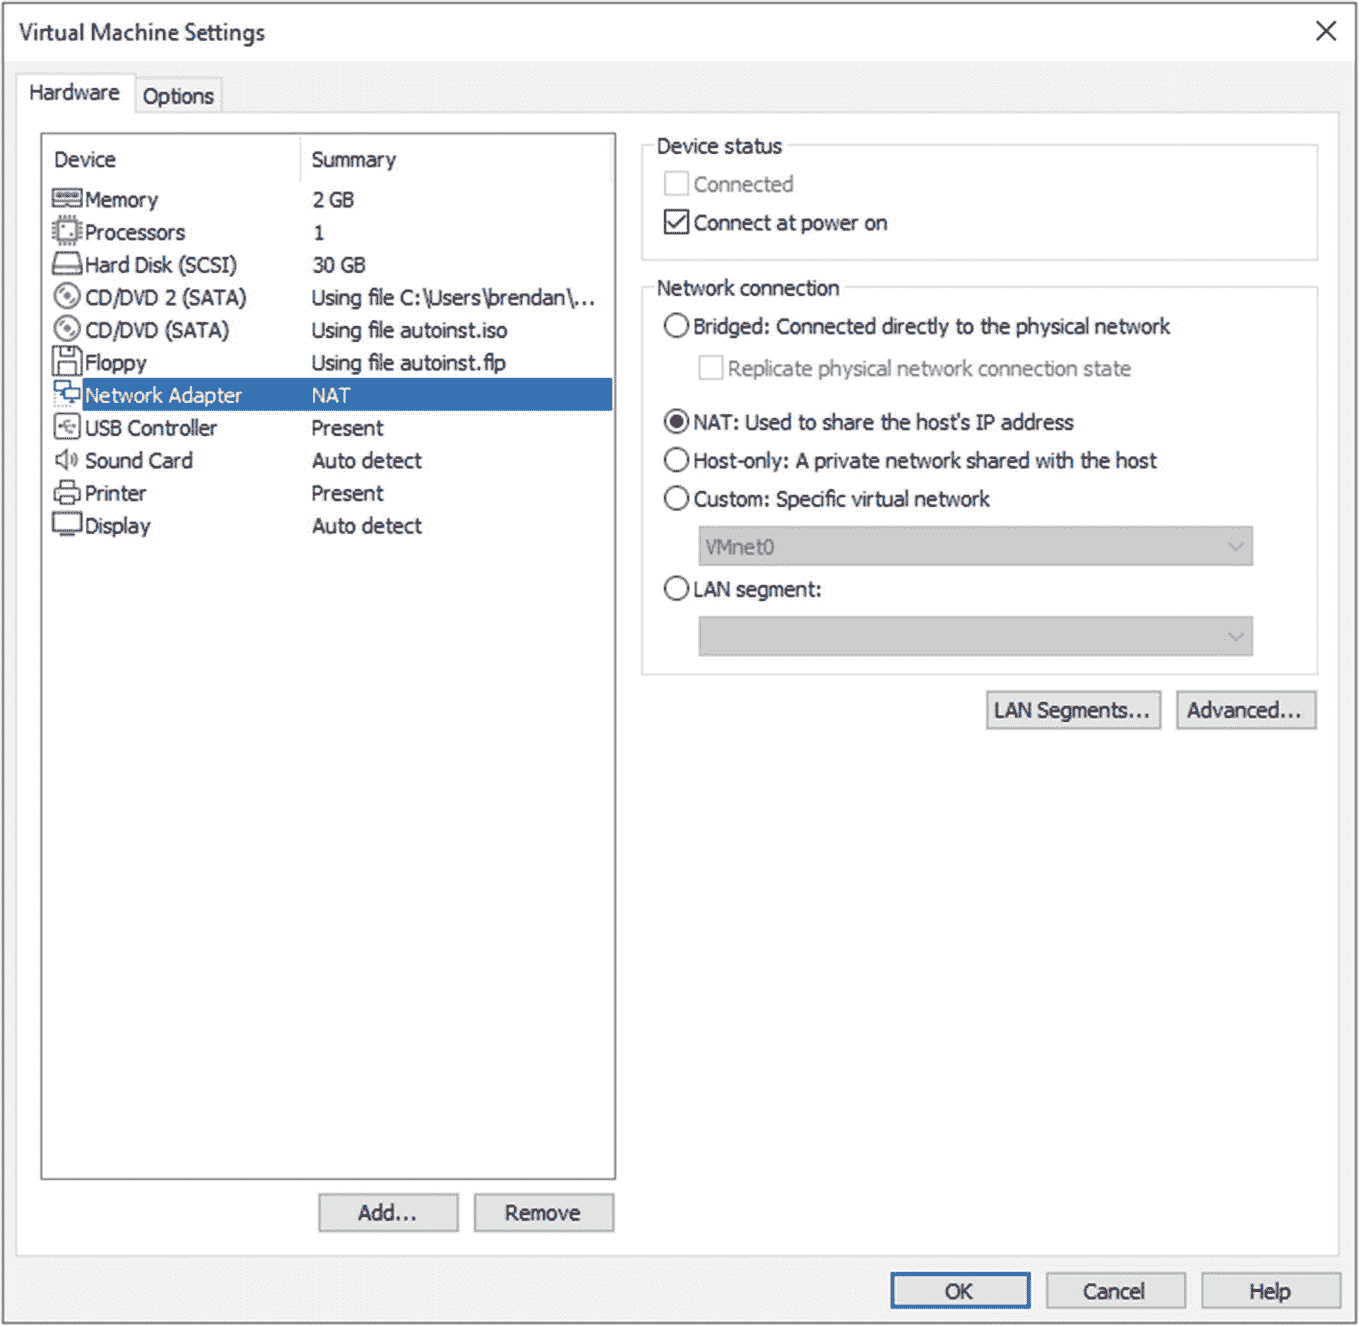 Virtual Machine Settings
Hardware
Options
Device Summary
Memory 2 GB
Processors 1
Hard Disk (SCSI) 30 GB
CD/DVD 2 (SATA) Using file C:\Users\brendan\...
CD/DVD (SATA) Using file autoinst.iso
Floppy Using file autoinst.flp
Network Adapter NAT
USB Controller Present
Sound Card Auto detect
Printer Present
Display Auto detect
Add...
Remove
Device status
Connected
Connect at power on
Network connection
Bridged: Connected directly to the physical network
Replicate physical network connection state
NAT: Used to share the host's IP address
Host-only: A private network shared with the host
Custom: Specific virtual network
VMnet0
LAN segment:
LAN Segments...
Advanced...
OK
Cancel
Help